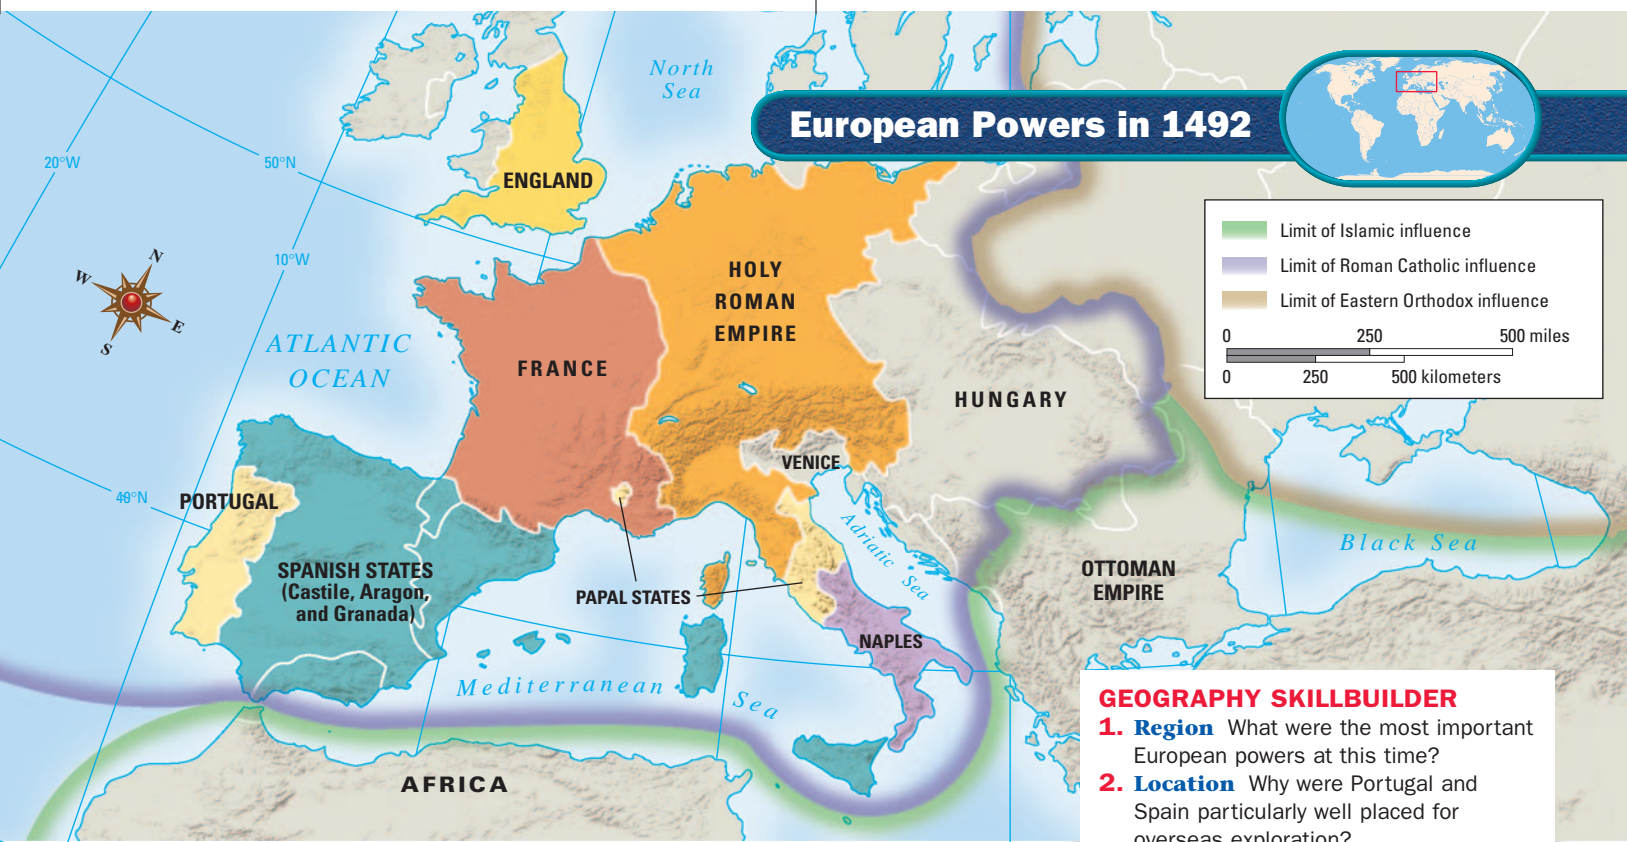 European Powers in 1492
North
Sea
20°W
50°N
ENGLAND
10°W
N
W
E
S
ATLANTIC
OCEAN
HOLY
ROMAN
EMPIRE
FRANCE
HUNGARY
Limit of Islamic influence
Limit of Roman Catholic influence
Limit of Eastern Orthodox influence
0 250 500 miles
0 250 500 kilometers
VENICE
40°N
PORTUGAL
Adriatic Sea
Black Sea
SPANISH STATES
(Castile, Aragon,
and Granada)
PAPAL STATES
OTTOMAN
EMPIRE
NAPLES
Mediterranean Sea
AFRICA
GEOGRAPHY SKILLBUILDER
1. Region What were the most important
European powers at this time?
2. Location Why were Portugal and
Spain particularly well placed for
overseas exploration?